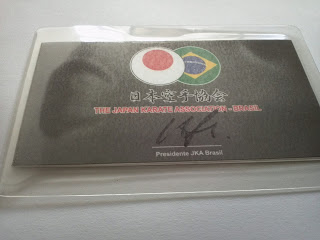 日本空手協会
THE JAPAN KARATE ASSOCIATION - BRASIL
Presidente JKA Brasil